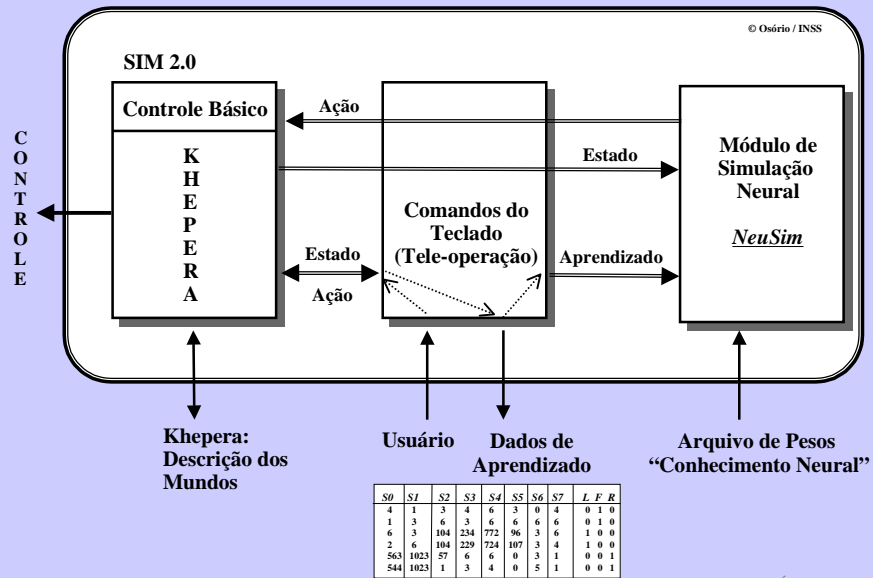 © Osório / INSS
SIM 2.0
CONTROLE
Controle Básico
KHEPERA
Ação
Estado
Comandos do
Teclado
(Tele-operação)
Estado
Ação
Aprendizado
Módulo de
Simulação
Neural
NeuSim
Khepera:
Descrição dos
Mundos
Usuário
Dados de
Aprendizado
Arquivo de Pesos
“Conhecimento Neural”
S0 S1 S2 S3 S4 S5 S6 S7 L F R
4 1 3 4 6 3 0 4 0 1 0
1 3 6 3 6 6 6 6 0 1 0
6 3 104 234 772 96 3 6 1 0 0
2 6 104 229 724 107 3 4 1 0 0
563 1023 57 6 6 0 3 1 0 0 1
544 1023 1 3 4 0 5 1 0 0 1